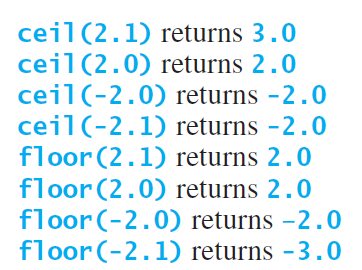 ceil(2.1) returns 3.0
ceil(2.0) returns 2.0
ceil(-2.0) returns -2.0
ceil(-2.1) returns -2.0
floor(2.1) returns 2.0
floor(2.0) returns 2.0
floor(-2.0) returns –2.0
floor(-2.1) returns -3.0